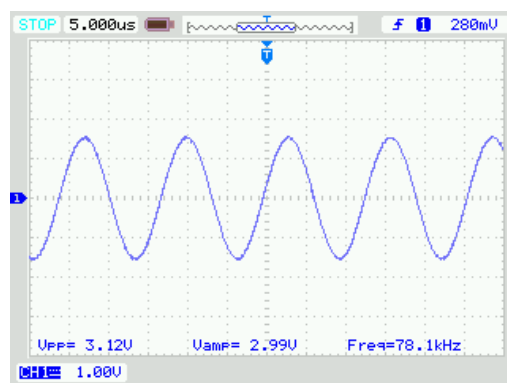 STOP 5.000us T 1 280mV
T
1
Vpp= 3.12V Vamp= 2.99V Freq=78.1kHz
CH1 1.00V